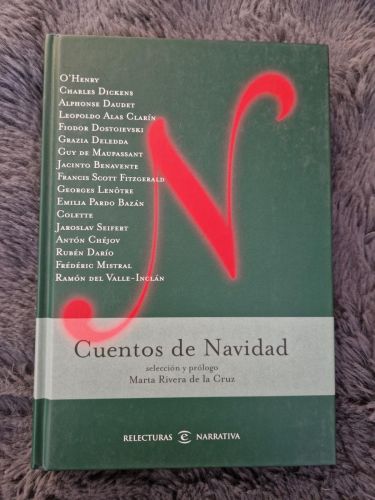 O'Henry
Charles Dickens
Alphonse Daudet
Leopoldo Alas Clarín
Fiodor Dostoievski
Grazia Deledda
Guy de Maupassant
Jacinto Benavente
Francis Scott Fitzgerald
Georges Lenôtre
Emilia Pardo Bazán
Colette
Jaroslav Seifert
Antón Chéjov
Rubén Darío
Frédéric Mistral
Ramón del Valle-Inclán
N
Cuentos de Navidad
selección y prólogo
Marta Rivera de la Cruz
RELECTURAS e NARRATIVA